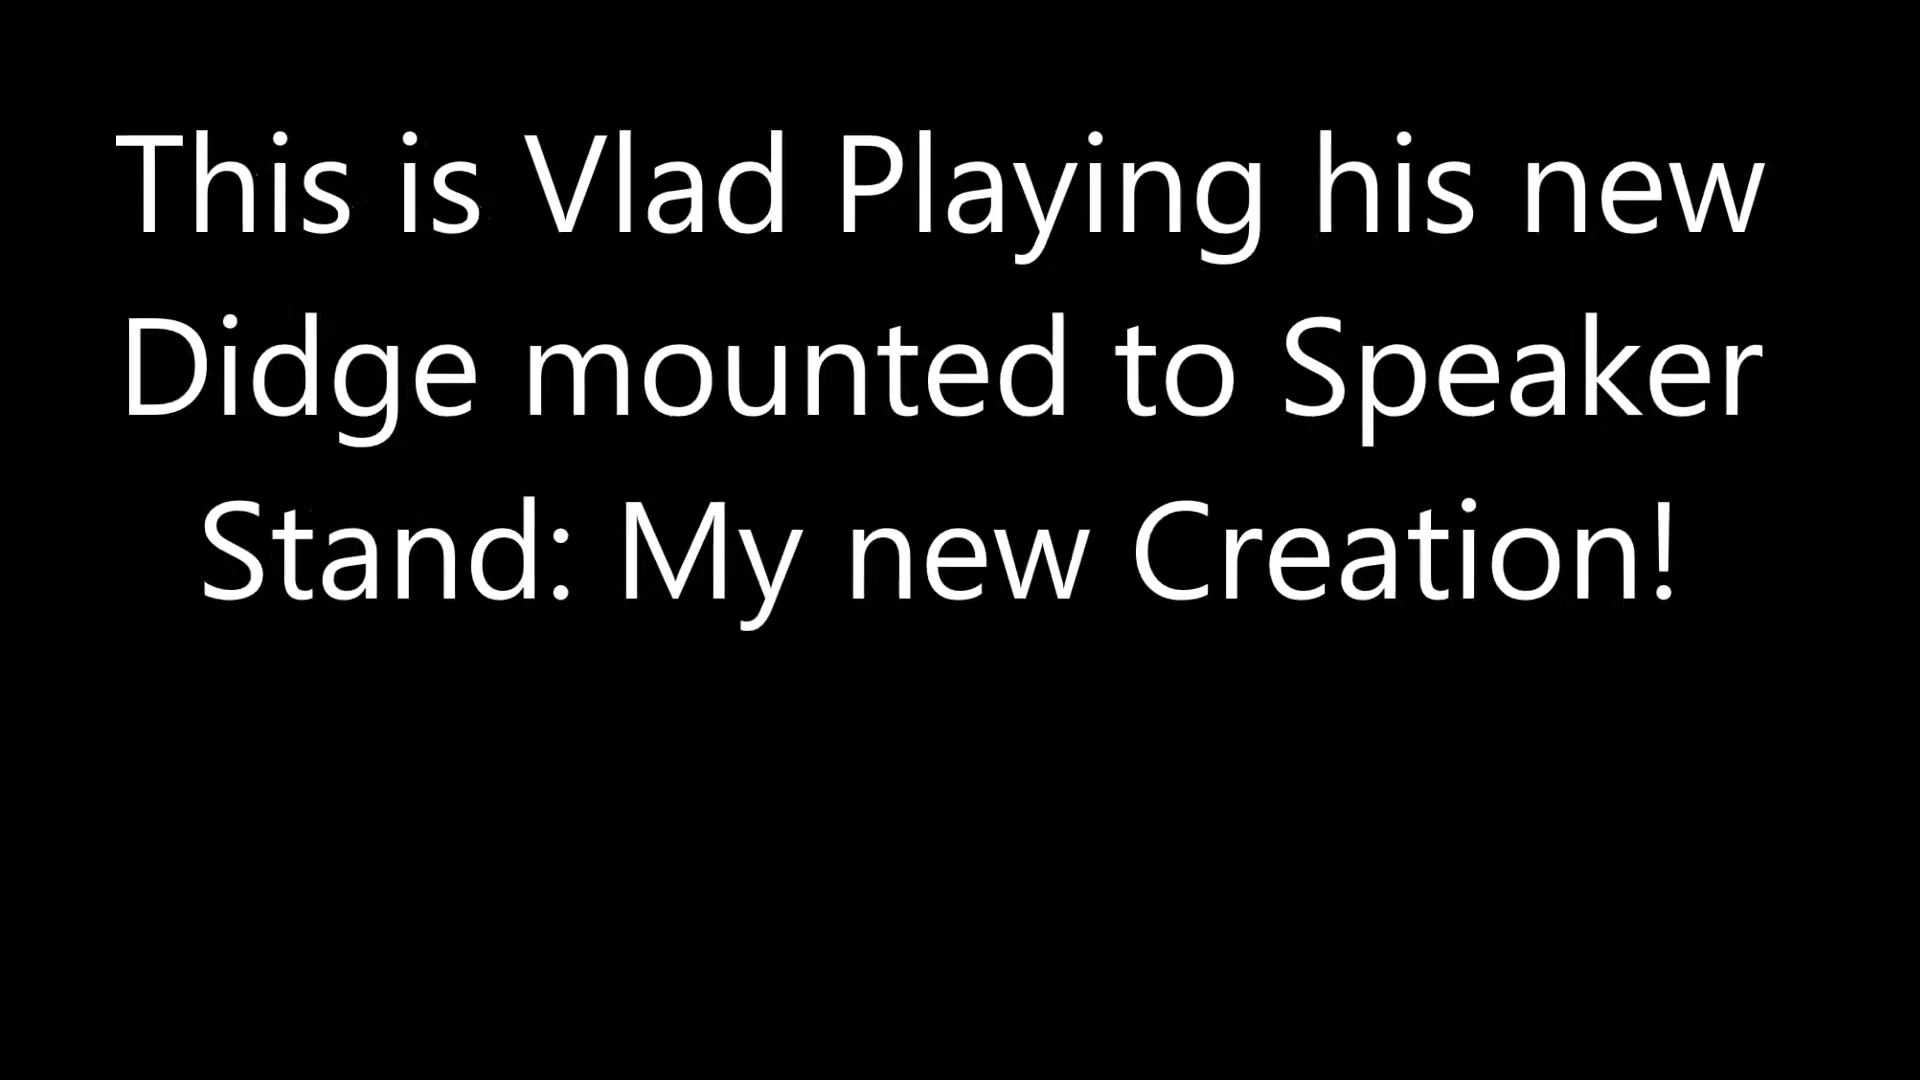 This is Vlad Playing his new
Didge mounted to Speaker
Stand: My new Creation!